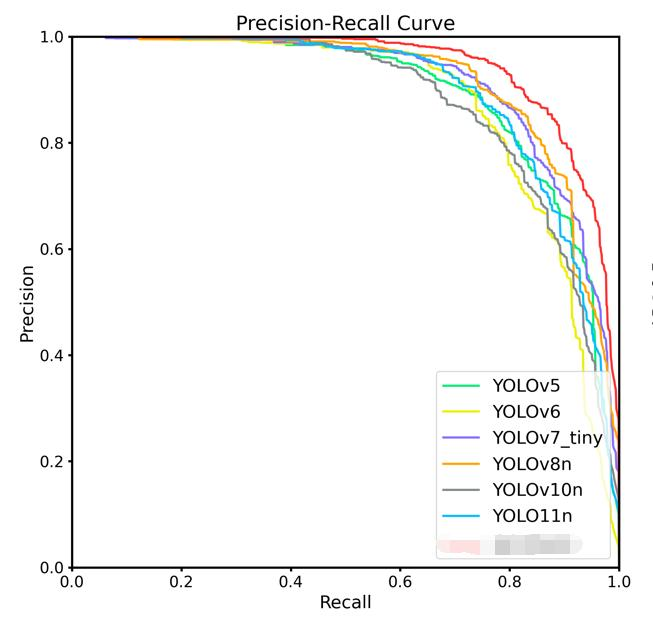 Precision-Recall Curve
1.0
0.8
0.6
0.4
0.2
0.0
Precision
YOLOv5
YOLOv6
YOLOv7_tiny
YOLOv8n
YOLOv10n
YOLO11n
0.0 0.2 0.4 0.6 0.8 1.0
Recall